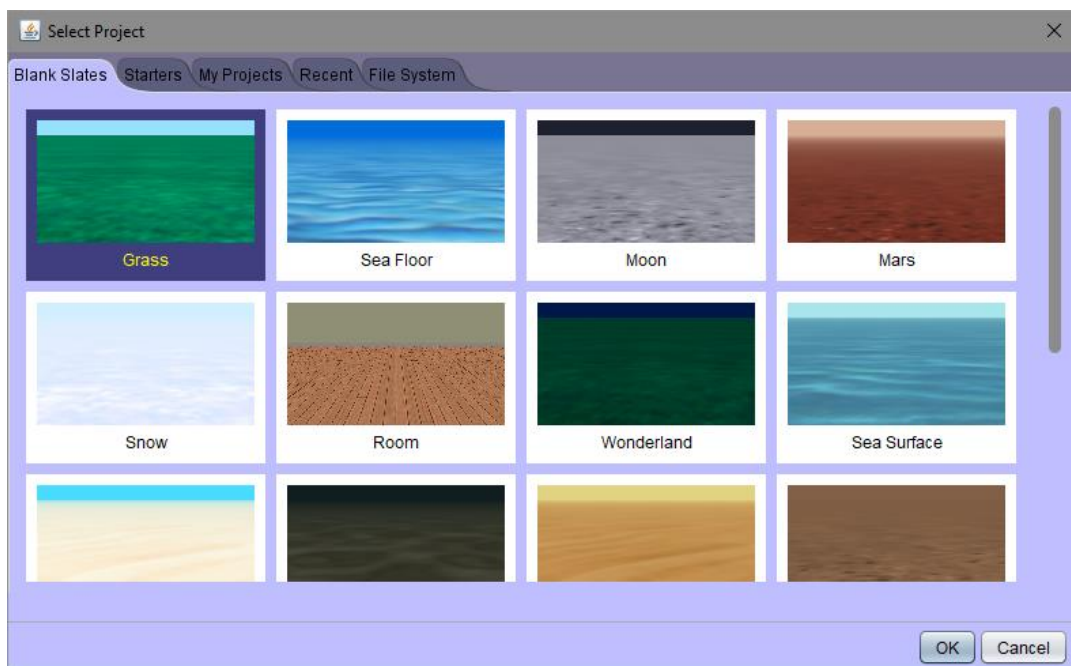 Select Project
Blank Slates Starters My Projects Recent File System
Grass Sea Floor Moon Mars
Snow Room Wonderland Sea Surface
OK Cancel